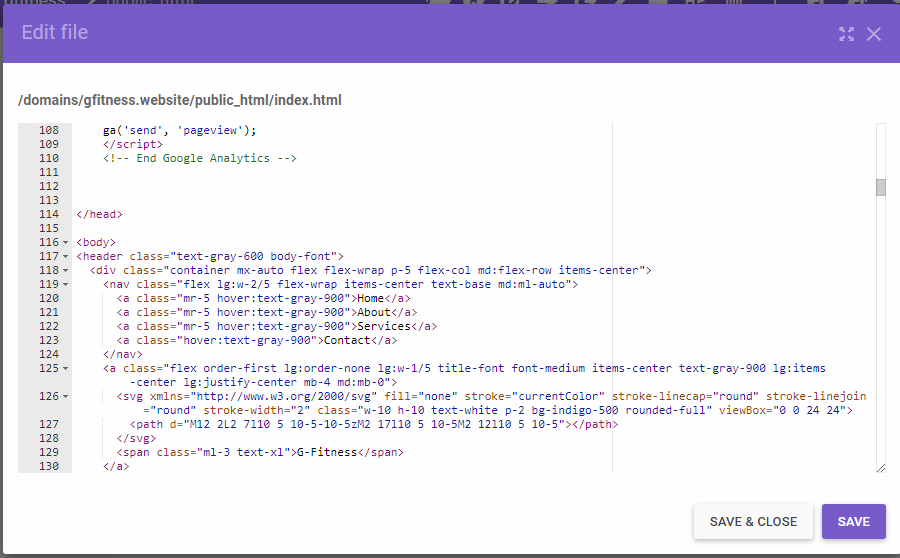 Edit file
/domains/gfitness.website/public_html/index.html
108 ga('send', 'pageview');
109 </script>
110 <!-- End Google Analytics -->
111
112
113
114 </head>
115
116 <body>
117 <header class="text-gray-600 body-font">
118 <div class="container mx-auto flex flex-wrap p-5 flex-col md:flex-row items-center">
119 <nav class="flex lg:w-2/5 flex-wrap items-center text-base md:ml-auto">
120 <a class="mr-5 hover:text-gray-900">Home</a>
121 <a class="mr-5 hover:text-gray-900">About</a>
122 <a class="mr-5 hover:text-gray-900">Services</a>
123 <a class="hover:text-gray-900">Contact</a>
124 </nav>
125 <a class="flex order-first lg:order-none lg:w-1/5 title-font font-medium items-center text-gray-900 lg:items
-center lg:justify-center mb-4 md:mb-0">
126 <svg xmlns="http://www.w3.org/2000/svg" fill="none" stroke="currentColor" stroke-linecap="round" stroke-linejoin
="round" stroke-width="2" class="w-10 h-10 text-white p-2 bg-indigo-500 rounded-full" viewBox="0 0 24 24">
127 <path d="M12 2L2 7l10 5 10-5-10-5zM2 17l10 5 10-5M2 12l10 5 10-5"></path>
128 </svg>
129 <span class="ml-3 text-xl">G-Fitness</span>
130 </a>
SAVE & CLOSE
SAVE